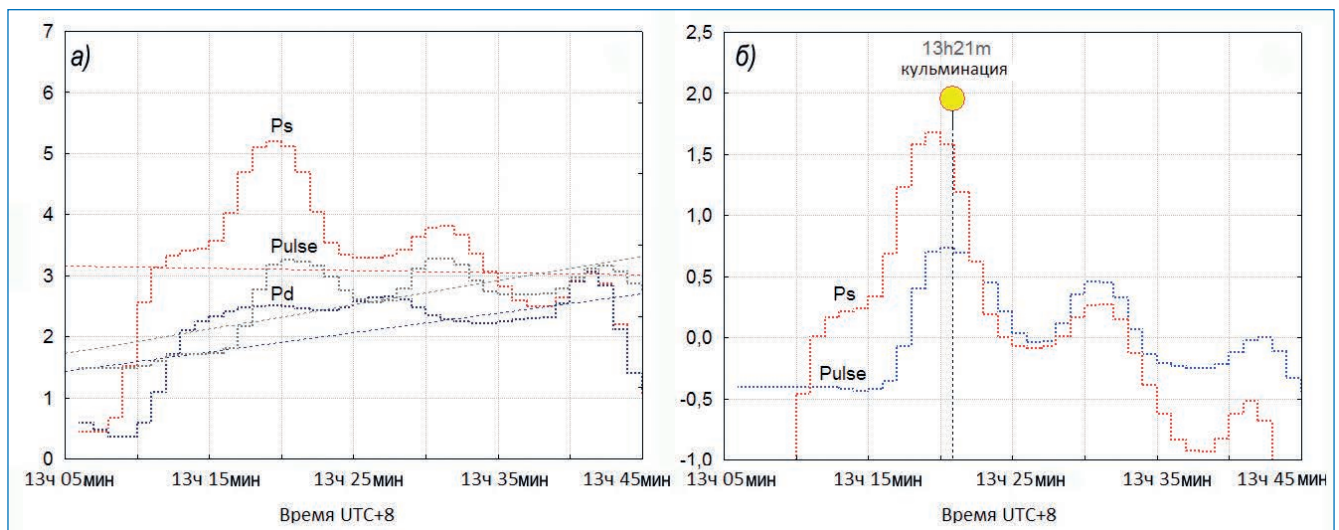 а)
7
6
5
4
3
2
1
0
Ps
Pulse
Pd
13ч 05мин 13ч 15мин 13ч 25мин 13ч 35мин 13ч 45мин
Время UTC+8
б)
2,5
2,0
1,5
1,0
0,5
0,0
-0,5
-1,0
13h21m
кульминация
Ps
Pulse
13ч 05мин 13ч 15мин 13ч 25мин 13ч 35мин 13ч 45мин
Время UTC+8